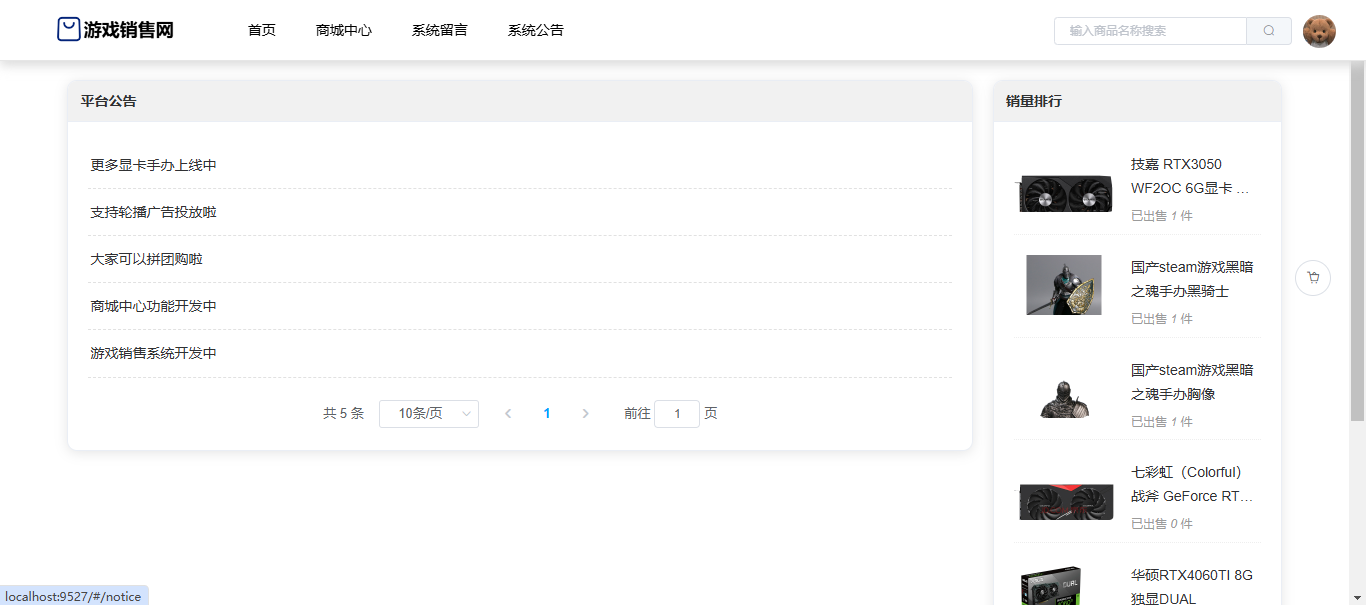 游戏销售网
首页
商城中心
系统留言
系统公告
输入商品名称搜索
平台公告
更多显卡手办上线中
支持轮播广告投放啦
大家可以拼团购啦
商城中心功能开发中
游戏销售系统开发中
共 5 条
10条/页
1
前往 1 页
销量排行
技嘉 RTX3050
WF2OC 6G显卡 …
已出售 1 件
国产steam游戏黑暗
之魂手办黑骑士
已出售 1 件
国产steam游戏黑暗
之魂手办胸像
已出售 1 件
七彩虹（Colorful）
战斧 GeForce RT…
已出售 0 件
DUAL
华硕RTX4060TI 8G
独显DUAL
localhost:9527/#/notice